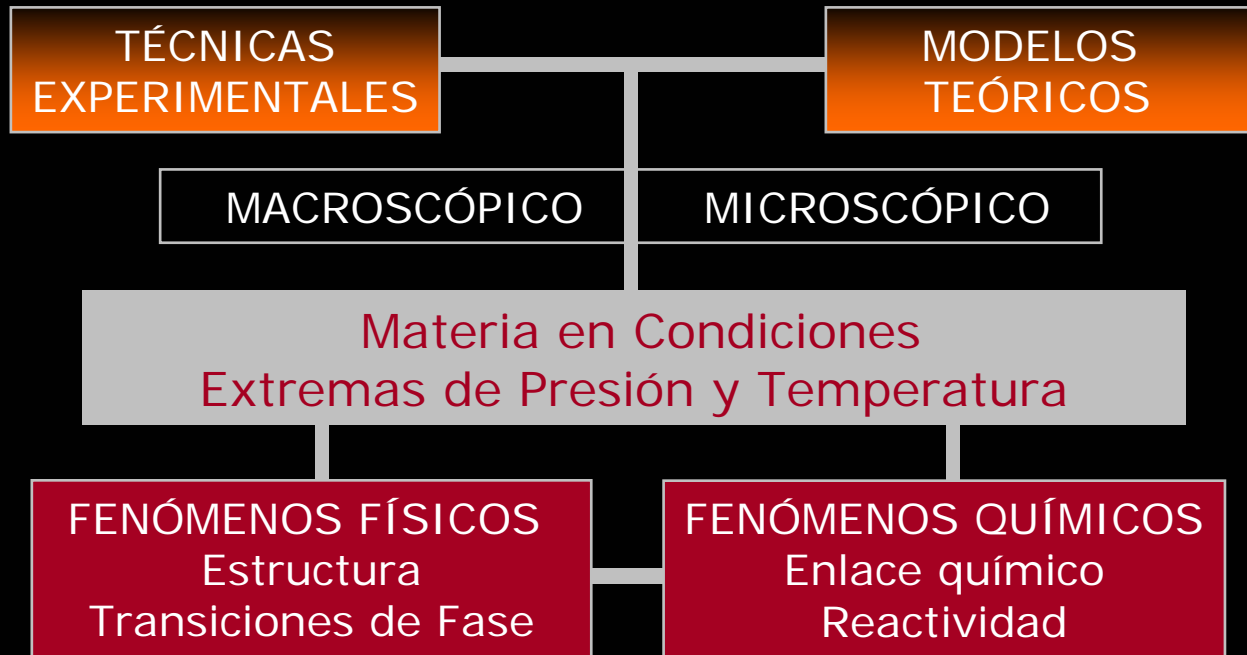 TÉCNICAS
EXPERIMENTALES
MODELOS
TEÓRICOS
MACROSCÓPICO
MICROSCÓPICO
Materia en Condiciones
Extremas de Presión y Temperatura
FENÓMENOS FÍSICOS
Estructura
Transiciones de Fase
FENÓMENOS QUÍMICOS
Enlace químico
Reactividad